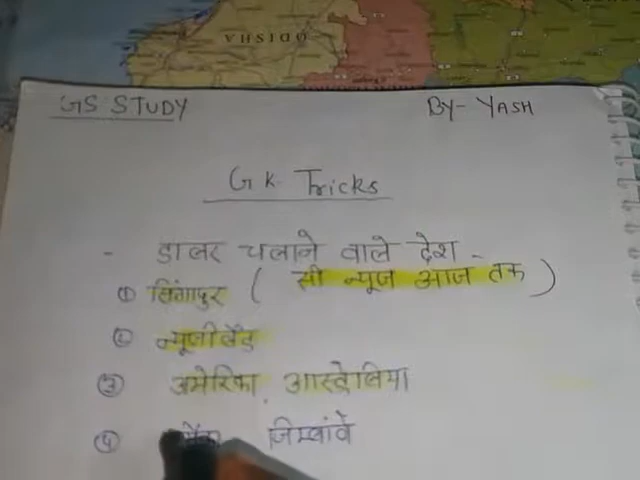 GS STUDY BY- YASH
G K Tricks
- डालर चलाने वाले देश -
① सिंगापुर ( सी न्यूज आज तक )
② न्यूजीलैंड
③ अमेरिका, आस्ट्रेलिया
④ जिम्बांवे